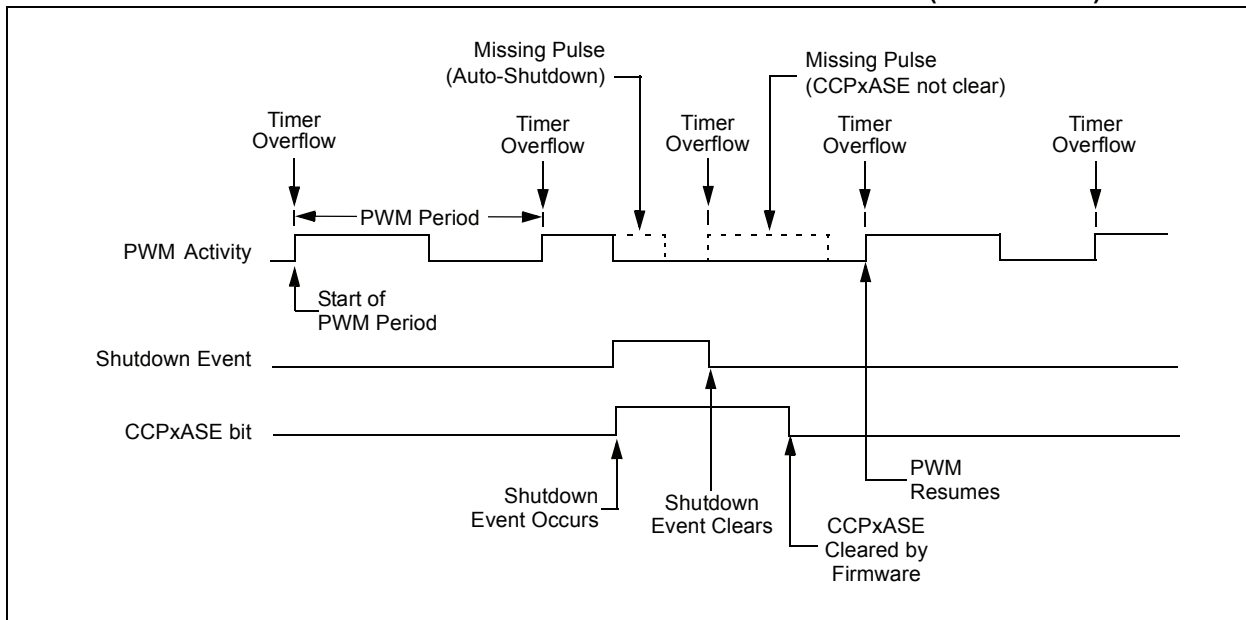 Missing Pulse
(Auto-Shutdown)
Missing Pulse
(CCPxASE not clear)
Timer
Overflow
Timer
Overflow
Timer
Overflow
Timer
Overflow
Timer
Overflow
PWM Period
PWM Activity
Start of
PWM Period
Shutdown Event
CCPxASE bit
Shutdown
Event Occurs
Shutdown
Event Clears
PWM
Resumes
CCPxASE
Cleared by
Firmware